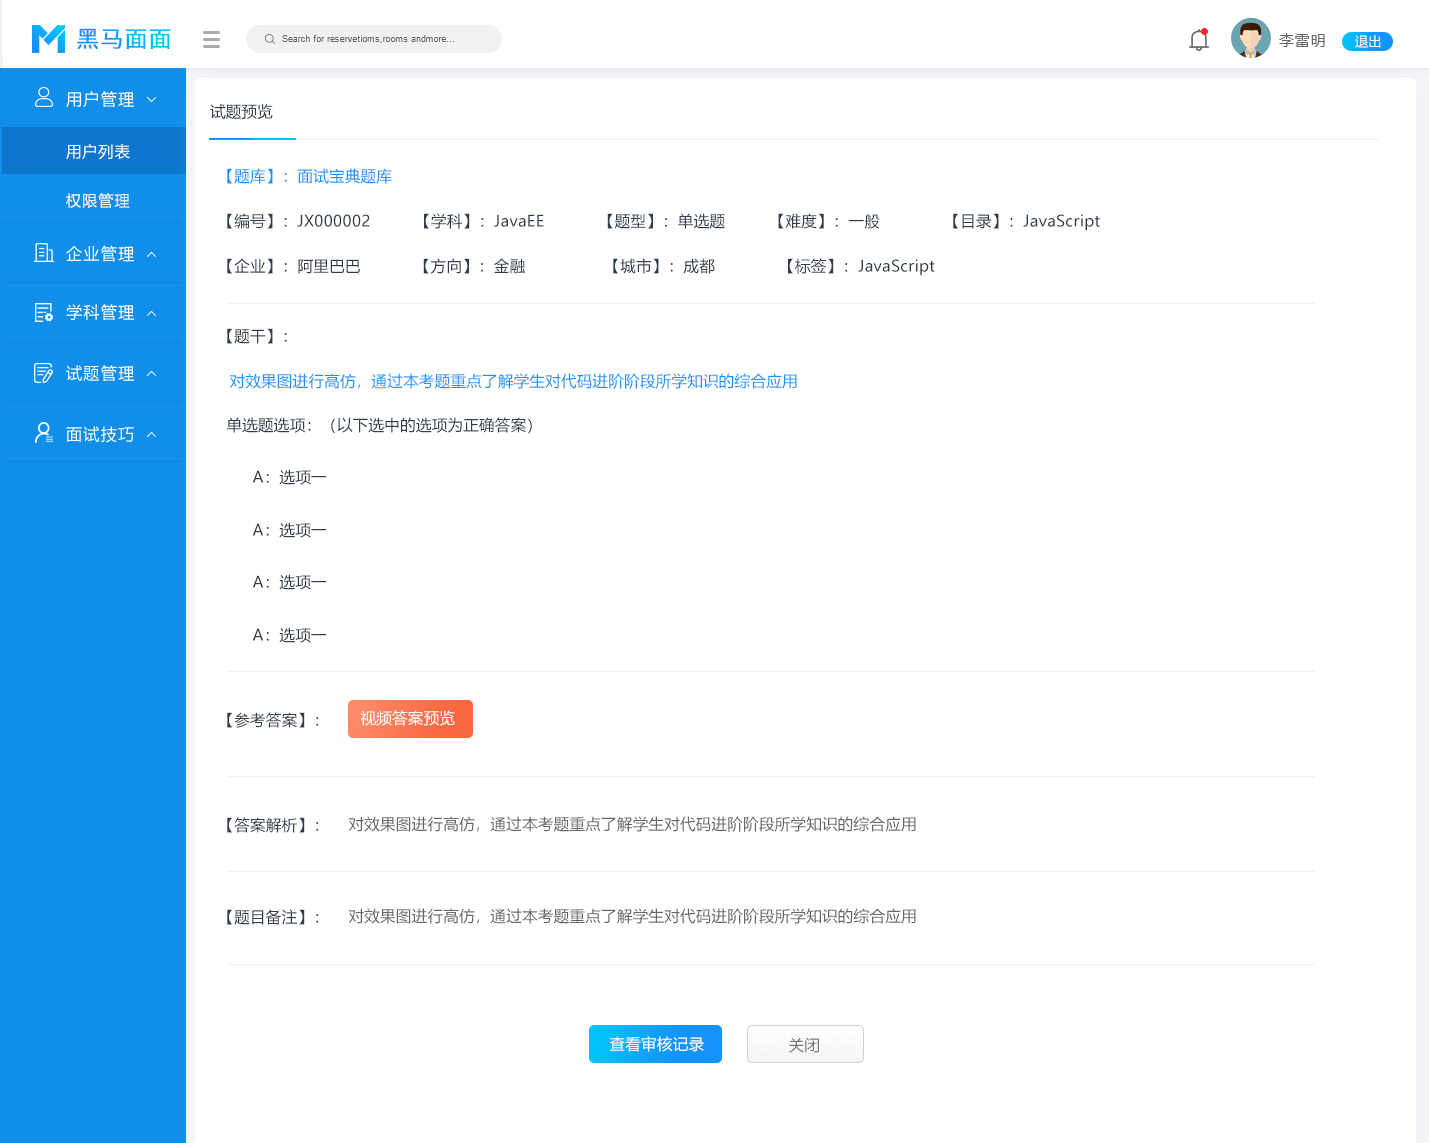 黑马面面
Search for reservetioms,rooms andmore...
李雷明
退出
用户管理
用户列表
权限管理
企业管理
学科管理
试题管理
面试技巧
试题预览
【题库】：面试宝典题库
【编号】：JX000002 【学科】：JavaEE 【题型】：单选题 【难度】：一般 【目录】：JavaScript
【企业】：阿里巴巴 【方向】：金融 【城市】：成都 【标签】：JavaScript
【题干】：
对效果图进行高仿，通过本考题重点了解学生对代码进阶阶段所学知识的综合应用
单选题选项：（以下选中的选项为正确答案）
A：选项一
A：选项一
A：选项一
A：选项一
【参考答案】： 视频答案预览
【答案解析】： 对效果图进行高仿，通过本考题重点了解学生对代码进阶阶段所学知识的综合应用
【题目备注】： 对效果图进行高仿，通过本考题重点了解学生对代码进阶阶段所学知识的综合应用
查看审核记录 关闭